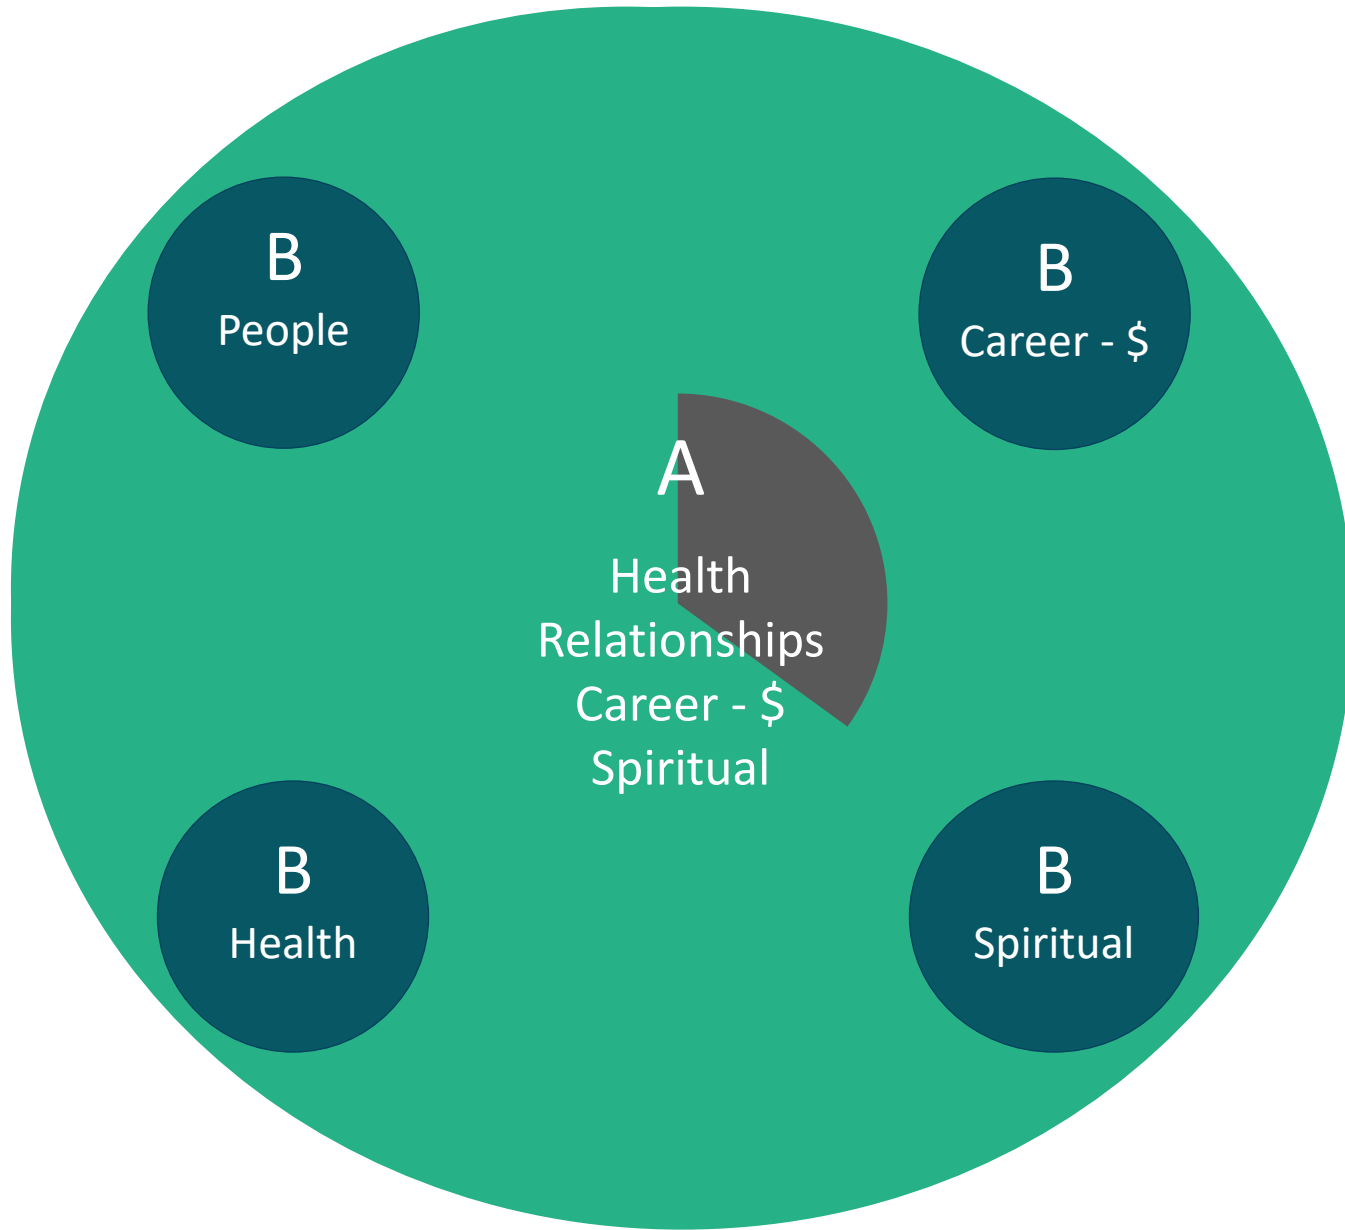 B
People
B
Career - $
A
Health
Relationships
Career - $
Spiritual
B
Health
B
Spiritual